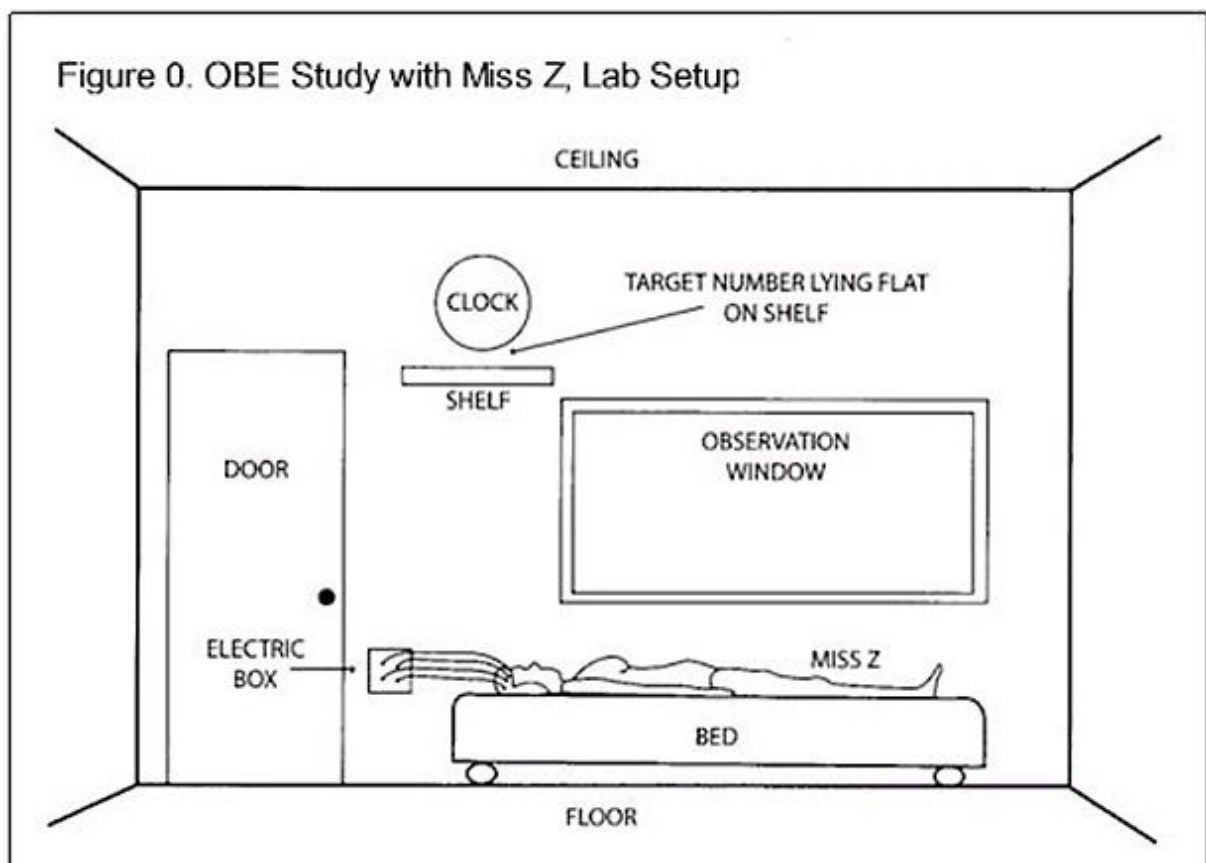 Figure 0. OBE Study with Miss Z, Lab Setup
CEILING
CLOCK
TARGET NUMBER LYING FLAT
ON SHELF
SHELF
DOOR
OBSERVATION
WINDOW
ELECTRIC
BOX
MISS Z
BED
FLOOR